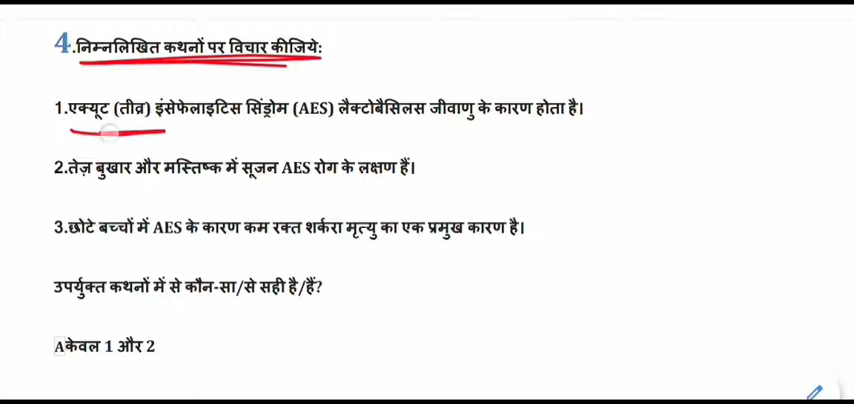 4.निम्नलिखित कथनों पर विचार कीजिये:
1.एक्यूट (तीव्र) इंसेफेलाइटिस सिंड्रोम (AES) लैक्टोबैसिलस जीवाणु के कारण होता है।
2.तेज़ बुखार और मस्तिष्क में सूजन AES रोग के लक्षण हैं।
3.छोटे बच्चों में AES के कारण कम रक्त शर्करा मृत्यु का एक प्रमुख कारण है।
उपर्युक्त कथनों में से कौन-सा/से सही है/हैं?
Aकेवल 1 और 2